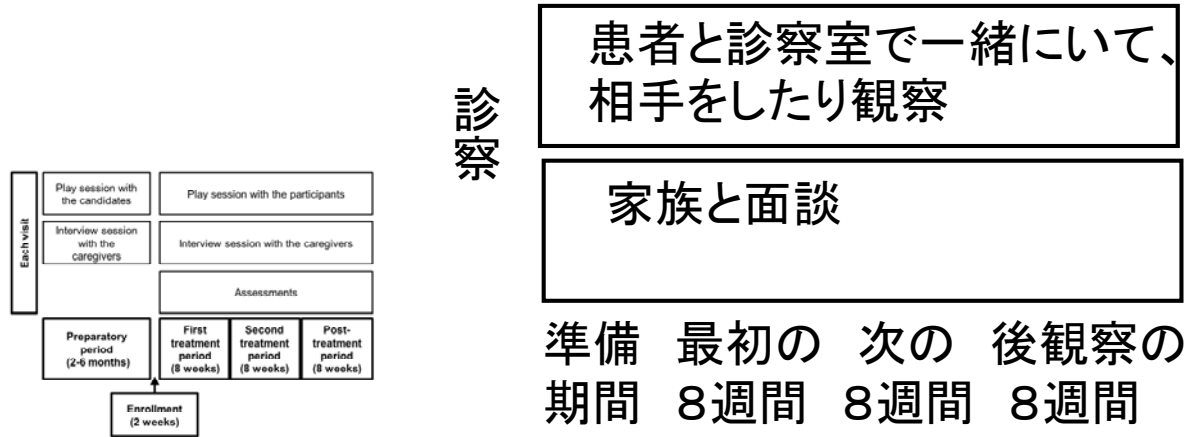 Each visit
Play session with
the candidates
Play session with the participants
Interview session
with the
caregivers
Interview session with the caregivers
Assessments
Preparatory
period
(2-6 months)
First
treatment
period
(8 weeks)
Second
treatment
period
(8 weeks)
Post-
treatment
period
(8 weeks)
Enrollment
(2 weeks)
診察
患者と診察室で一緒にいて、
相手をしたり観察
家族と面談
準備 最初の 次の 後観察の
期間 8週間 8週間 8週間